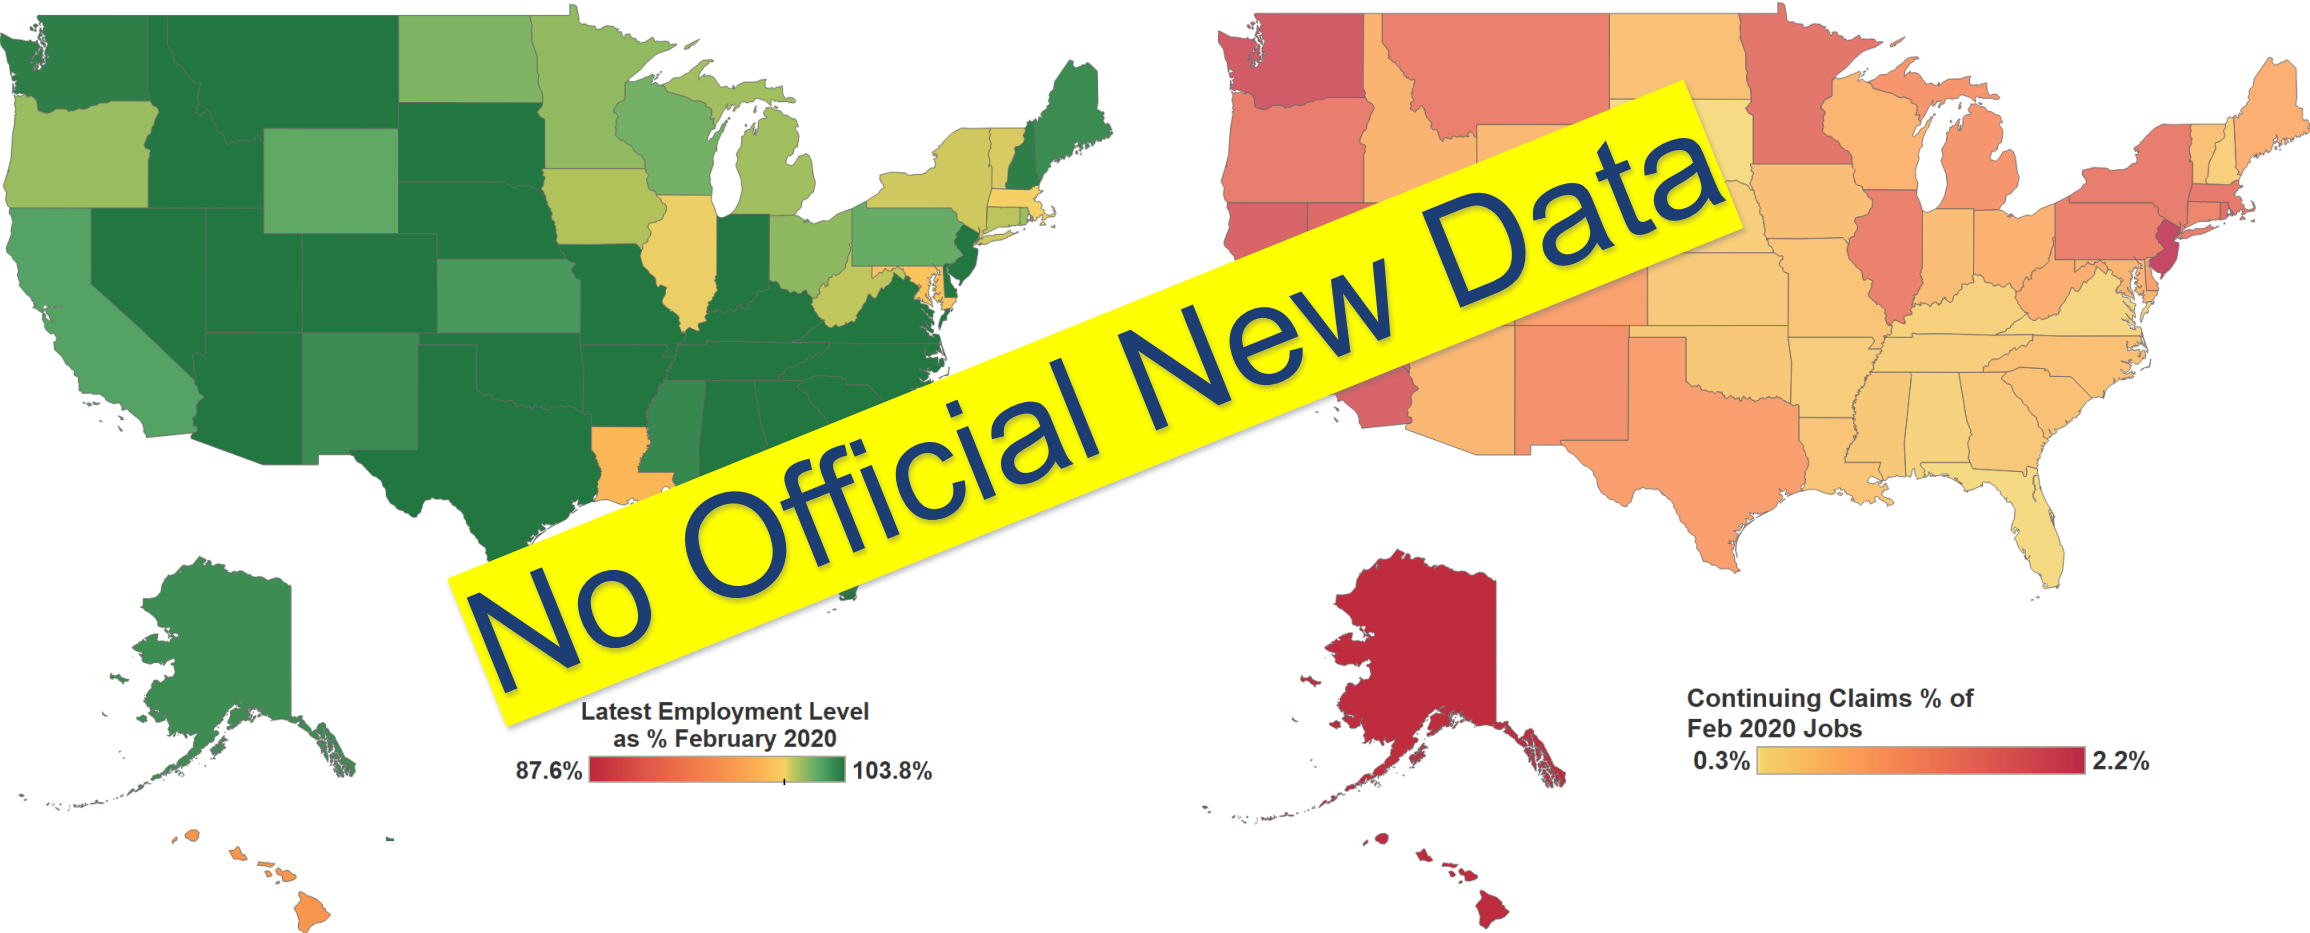 No Official New Data
Latest Employment Level
as % February 2020
87.6%
103.8%
Continuing Claims % of
Feb 2020 Jobs
0.3%
2.2%